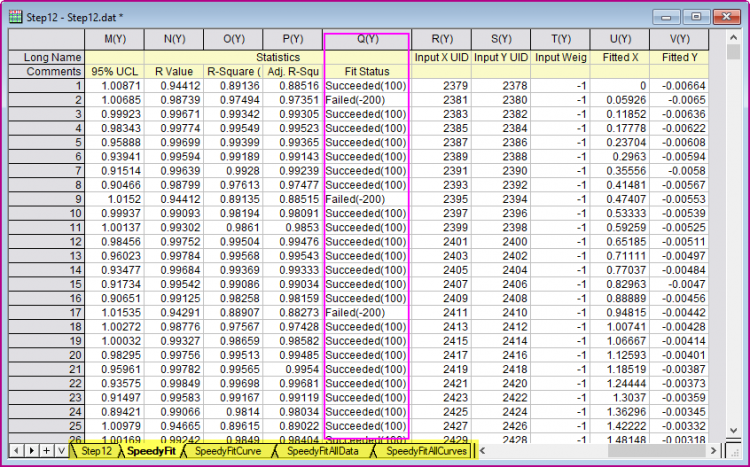 Step12 - Step12.dat *
M(Y) N(Y) O(Y) P(Y) Q(Y) R(Y) S(Y) T(Y) U(Y) V(Y)
Long Name Statistics Input X UID Input Y UID Input Weig Fitted X Fitted Y
Comments 95% UCL R Value R-Square ( Adj. R-Squ Fit Status
1 1.00871 0.94412 0.89136 0.88516 Succeeded(100) 2379 2378 -1 0 -0.00664
2 1.00685 0.98739 0.97494 0.97351 Failed(-200) 2381 2380 -1 0.05926 -0.0065
3 0.99923 0.99671 0.99342 0.99305 Succeeded(100) 2383 2382 -1 0.11852 -0.00636
4 0.98343 0.99774 0.99549 0.99523 Succeeded(100) 2385 2384 -1 0.17778 -0.00622
5 0.95888 0.99699 0.99399 0.99365 Succeeded(100) 2387 2386 -1 0.23704 -0.00608
6 0.93941 0.99594 0.99189 0.99143 Succeeded(100) 2389 2388 -1 0.2963 -0.00594
7 0.91514 0.99639 0.9928 0.99239 Succeeded(100) 2391 2390 -1 0.35556 -0.0058
8 0.90466 0.98799 0.97613 0.97477 Succeeded(100) 2393 2392 -1 0.41481 -0.00567
9 1.0152 0.94412 0.89135 0.88515 Failed(-200) 2395 2394 -1 0.47407 -0.00553
10 0.99937 0.99093 0.98194 0.98091 Succeeded(100) 2397 2396 -1 0.53333 -0.00539
11 1.00137 0.99302 0.9861 0.9853 Succeeded(100) 2399 2398 -1 0.59259 -0.00525
12 0.98456 0.99752 0.99504 0.99476 Succeeded(100) 2401 2400 -1 0.65185 -0.00511
13 0.96023 0.99784 0.99568 0.99543 Succeeded(100) 2403 2402 -1 0.71111 -0.00497
14 0.93477 0.99684 0.99369 0.99333 Succeeded(100) 2405 2404 -1 0.77037 -0.00484
15 0.91734 0.99542 0.99086 0.99034 Succeeded(100) 2407 2406 -1 0.82963 -0.0047
16 0.90651 0.99125 0.98258 0.98159 Succeeded(100) 2409 2408 -1 0.88889 -0.00456
17 1.01535 0.94291 0.88907 0.88273 Failed(-200) 2411 2410 -1 0.94815 -0.00442
18 1.00272 0.98776 0.97567 0.97428 Succeeded(100) 2413 2412 -1 1.00741 -0.00428
19 1.00032 0.99327 0.98659 0.98582 Succeeded(100) 2415 2414 -1 1.06667 -0.00414
20 0.98295 0.99756 0.99513 0.99485 Succeeded(100) 2417 2416 -1 1.12593 -0.00401
21 0.95961 0.99782 0.99565 0.9954 Succeeded(100) 2419 2418 -1 1.18519 -0.00387
22 0.93575 0.99849 0.99698 0.99681 Succeeded(100) 2421 2420 -1 1.24444 -0.00373
23 0.91497 0.99583 0.99167 0.99119 Succeeded(100) 2423 2422 -1 1.3037 -0.00359
24 0.89421 0.99066 0.9814 0.98034 Succeeded(100) 2425 2424 -1 1.36296 -0.00345
25 1.00979 0.94665 0.89615 0.89022 Succeeded(100) 2427 2426 -1 1.42222 -0.00332
26 1.00169 0.99242 0.9849 0.98404 Succeeded(100) 2429 2428 -1 1.48148 -0.00318
Step12 SpeedyFit SpeedyFitCurve SpeedyFitAllData SpeedyFitAllCurves